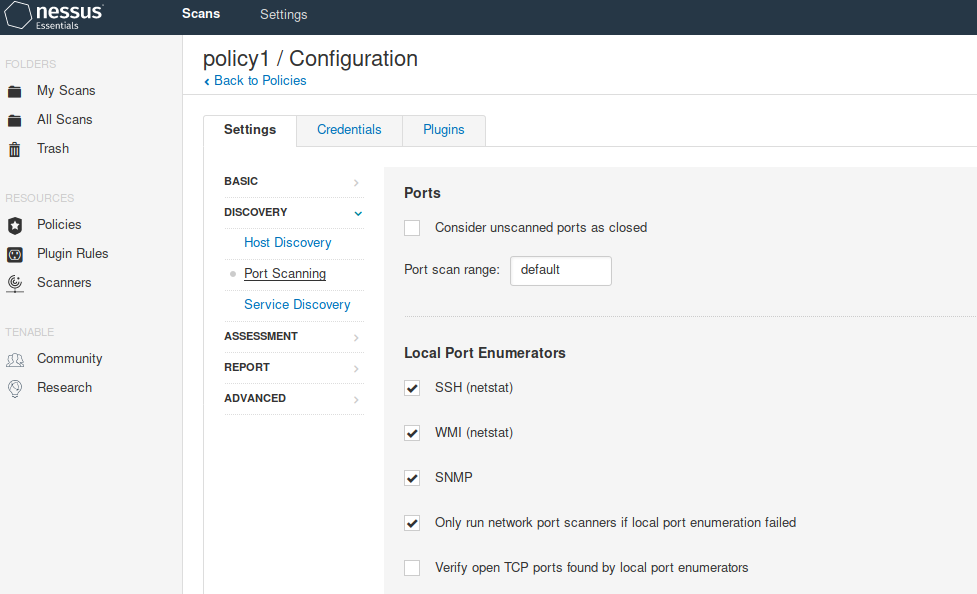 nessus
Essentials
Scans
Settings
FOLDERS
My Scans
All Scans
Trash
RESOURCES
Policies
Plugin Rules
Scanners
TENABLE
Community
Research
policy1 / Configuration
Back to Policies
Settings
Credentials
Plugins
BASIC
DISCOVERY
Host Discovery
Port Scanning
Service Discovery
ASSESSMENT
REPORT
ADVANCED
Ports
Consider unscanned ports as closed
Port scan range: default
Local Port Enumerators
SSH (netstat)
WMI (netstat)
SNMP
Only run network port scanners if local port enumeration failed
Verify open TCP ports found by local port enumerators